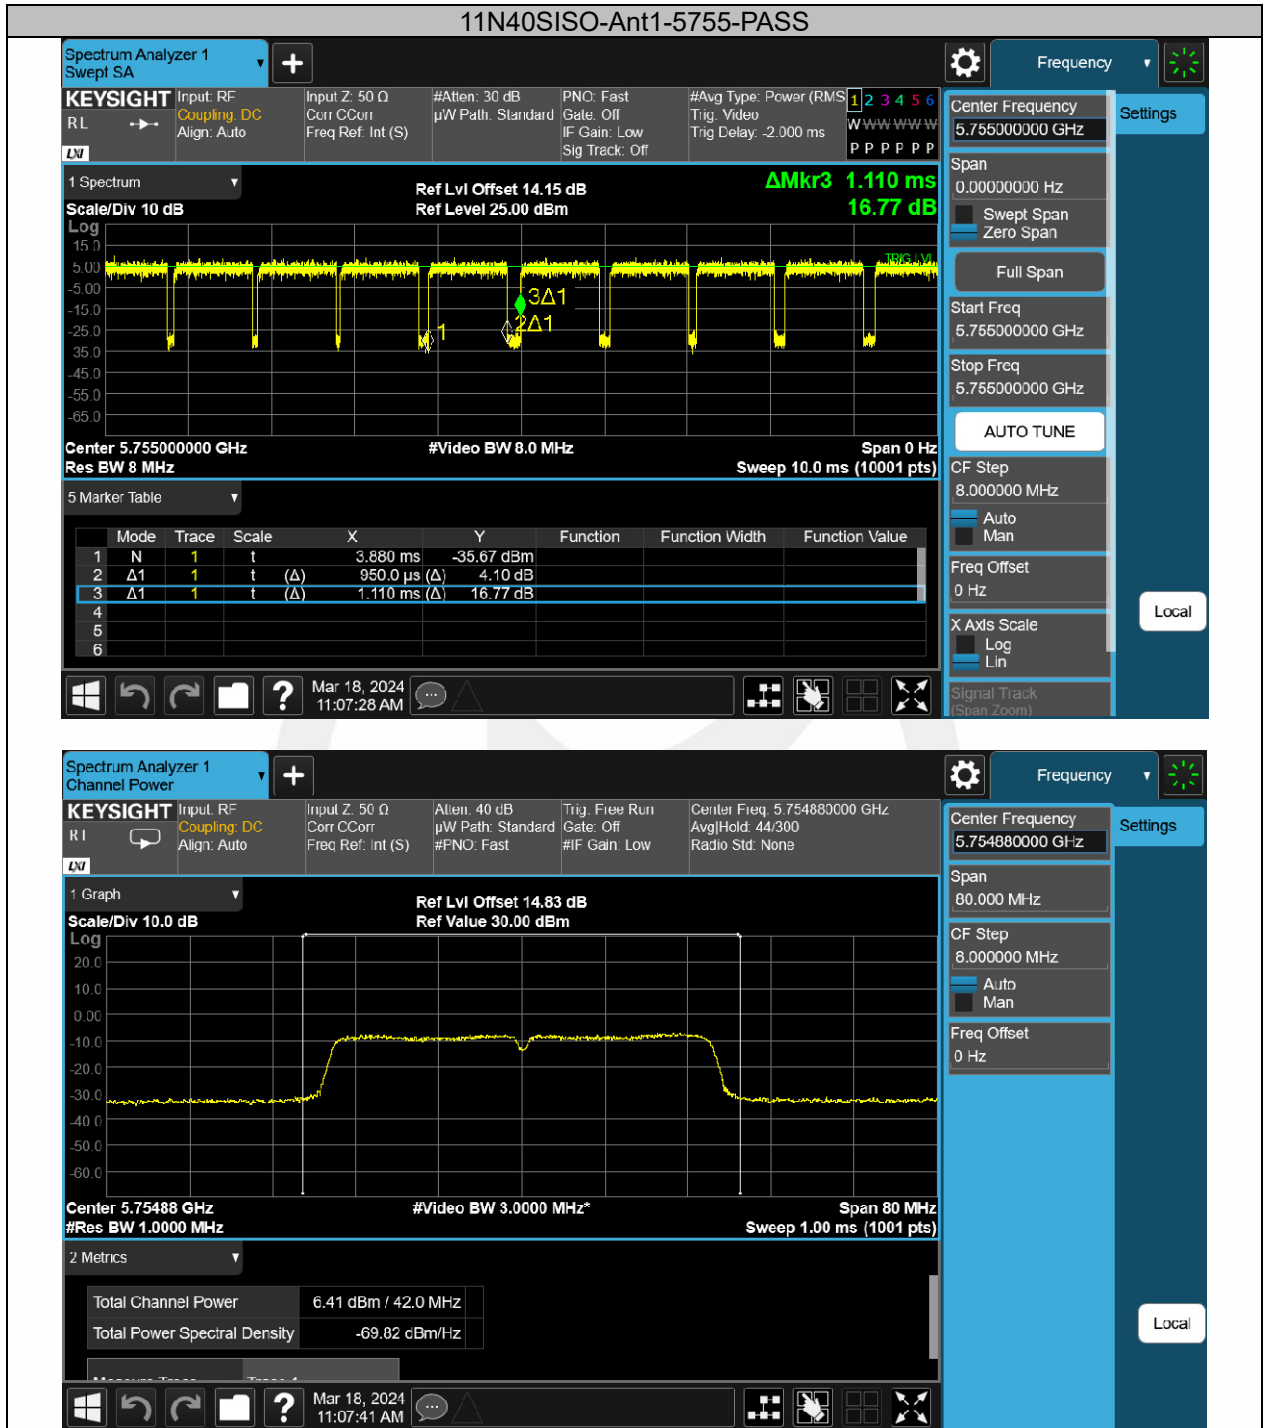 11N40SISO-Ant1-5755-PASS
Spectrum Analyzer 1
Swept SA
Frequency
KEYSIGHT
RL
LXI
Input: RF
Coupling: DC
Align: Auto
Input Z: 50 Ω
Corr CCorr
Freq Ref: Int (S)
#Atten: 30 dB
µW Path: Standard
PNO: Fast
Gate: Off
IF Gain: Low
Sig Track: Off
#Avg Type: Power (RMS
Trig: Video
Trig Delay: -2.000 ms
1 2 3 4 5 6
W W W W W W
P P P P P P
1 Spectrum
Scale/Div 10 dB
Ref Lvl Offset 14.15 dB
Ref Level 25.00 dBm
ΔMkr3 1.110 ms
16.77 dB
Log
15.0
5.00
-5.00
-15.0
-25.0
35.0
-45.0
-55.0
-65.0
TRIG LVL
1
2Δ1
3Δ1
Center 5.755000000 GHz
#Video BW 8.0 MHz
Span 0 Hz
Res BW 8 MHz
Sweep 10.0 ms (10001 pts)
5 Marker Table
Mode Trace Scale X Y Function Function Width Function Value
1 N 1 t 3.880 ms -35.67 dBm
2 Δ1 1 t (Δ) 950.0 µs (Δ) 4.10 dB
3 Δ1 1 t (Δ) 1.110 ms (Δ) 16.77 dB
4
5
6
Mar 18, 2024
11:07:28 AM
Center Frequency
5.755000000 GHz
Settings
Span
0.00000000 Hz
Swept Span
Zero Span
Full Span
Start Freq
5.755000000 GHz
Stop Freq
5.755000000 GHz
AUTO TUNE
CF Step
8.000000 MHz
Auto
Man
Freq Offset
0 Hz
X Axis Scale
Log
Lin
Signal Track
(Span Zoom)
Local
Spectrum Analyzer 1
Channel Power
Frequency
KEYSIGHT
LXI
Input: RF
Coupling: DC
Align: Auto
Input Z: 50 Ω
Corr CCorr
Freq Ref: Int (S)
Atten: 40 dB
µW Path: Standard
#PNO: Fast
Trig: Free Run
Gate: Off
#IF Gain: Low
Center Freq: 5.754880000 GHz
Avg|Hold: 44/300
Radio Std: None
1 Graph
Scale/Div 10.0 dB
Ref Lvl Offset 14.83 dB
Ref Value 30.00 dBm
Log
20.0
10.0
0.00
-10.0
-20.0
-30.0
-40.0
-50.0
-60.0
Center 5.75488 GHz
#Video BW 3.0000 MHz*
Span 80 MHz
#Res BW 1.0000 MHz
Sweep 1.00 ms (1001 pts)
2 Metrics
Total Channel Power 6.41 dBm / 42.0 MHz
Total Power Spectral Density -69.82 dBm/Hz
Mar 18, 2024
11:07:41 AM
Center Frequency
5.754880000 GHz
Settings
Span
80.000 MHz
CF Step
8.000000 MHz
Auto
Man
Freq Offset
0 Hz
Local